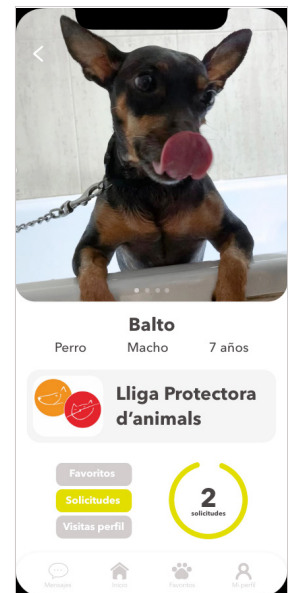 Balto
Perro Macho 7 años
Lliga Protectora
d’animals
Favoritos
Solicitudes
Visitas perfil
2
solicitudes
Mensajes Inicio Favoritos Mi perfil